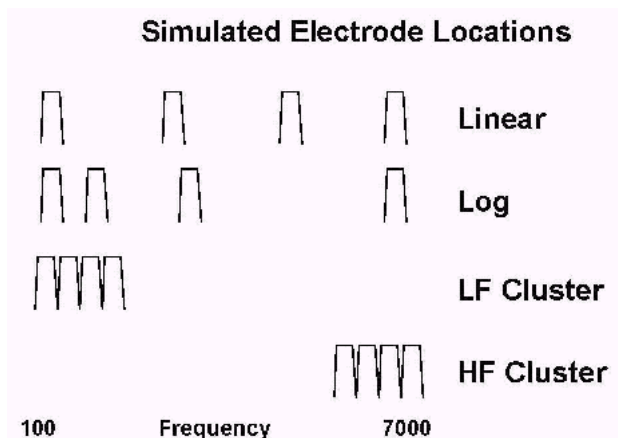 Simulated Electrode Locations
Linear
Log
LF Cluster
HF Cluster
100 Frequency 7000